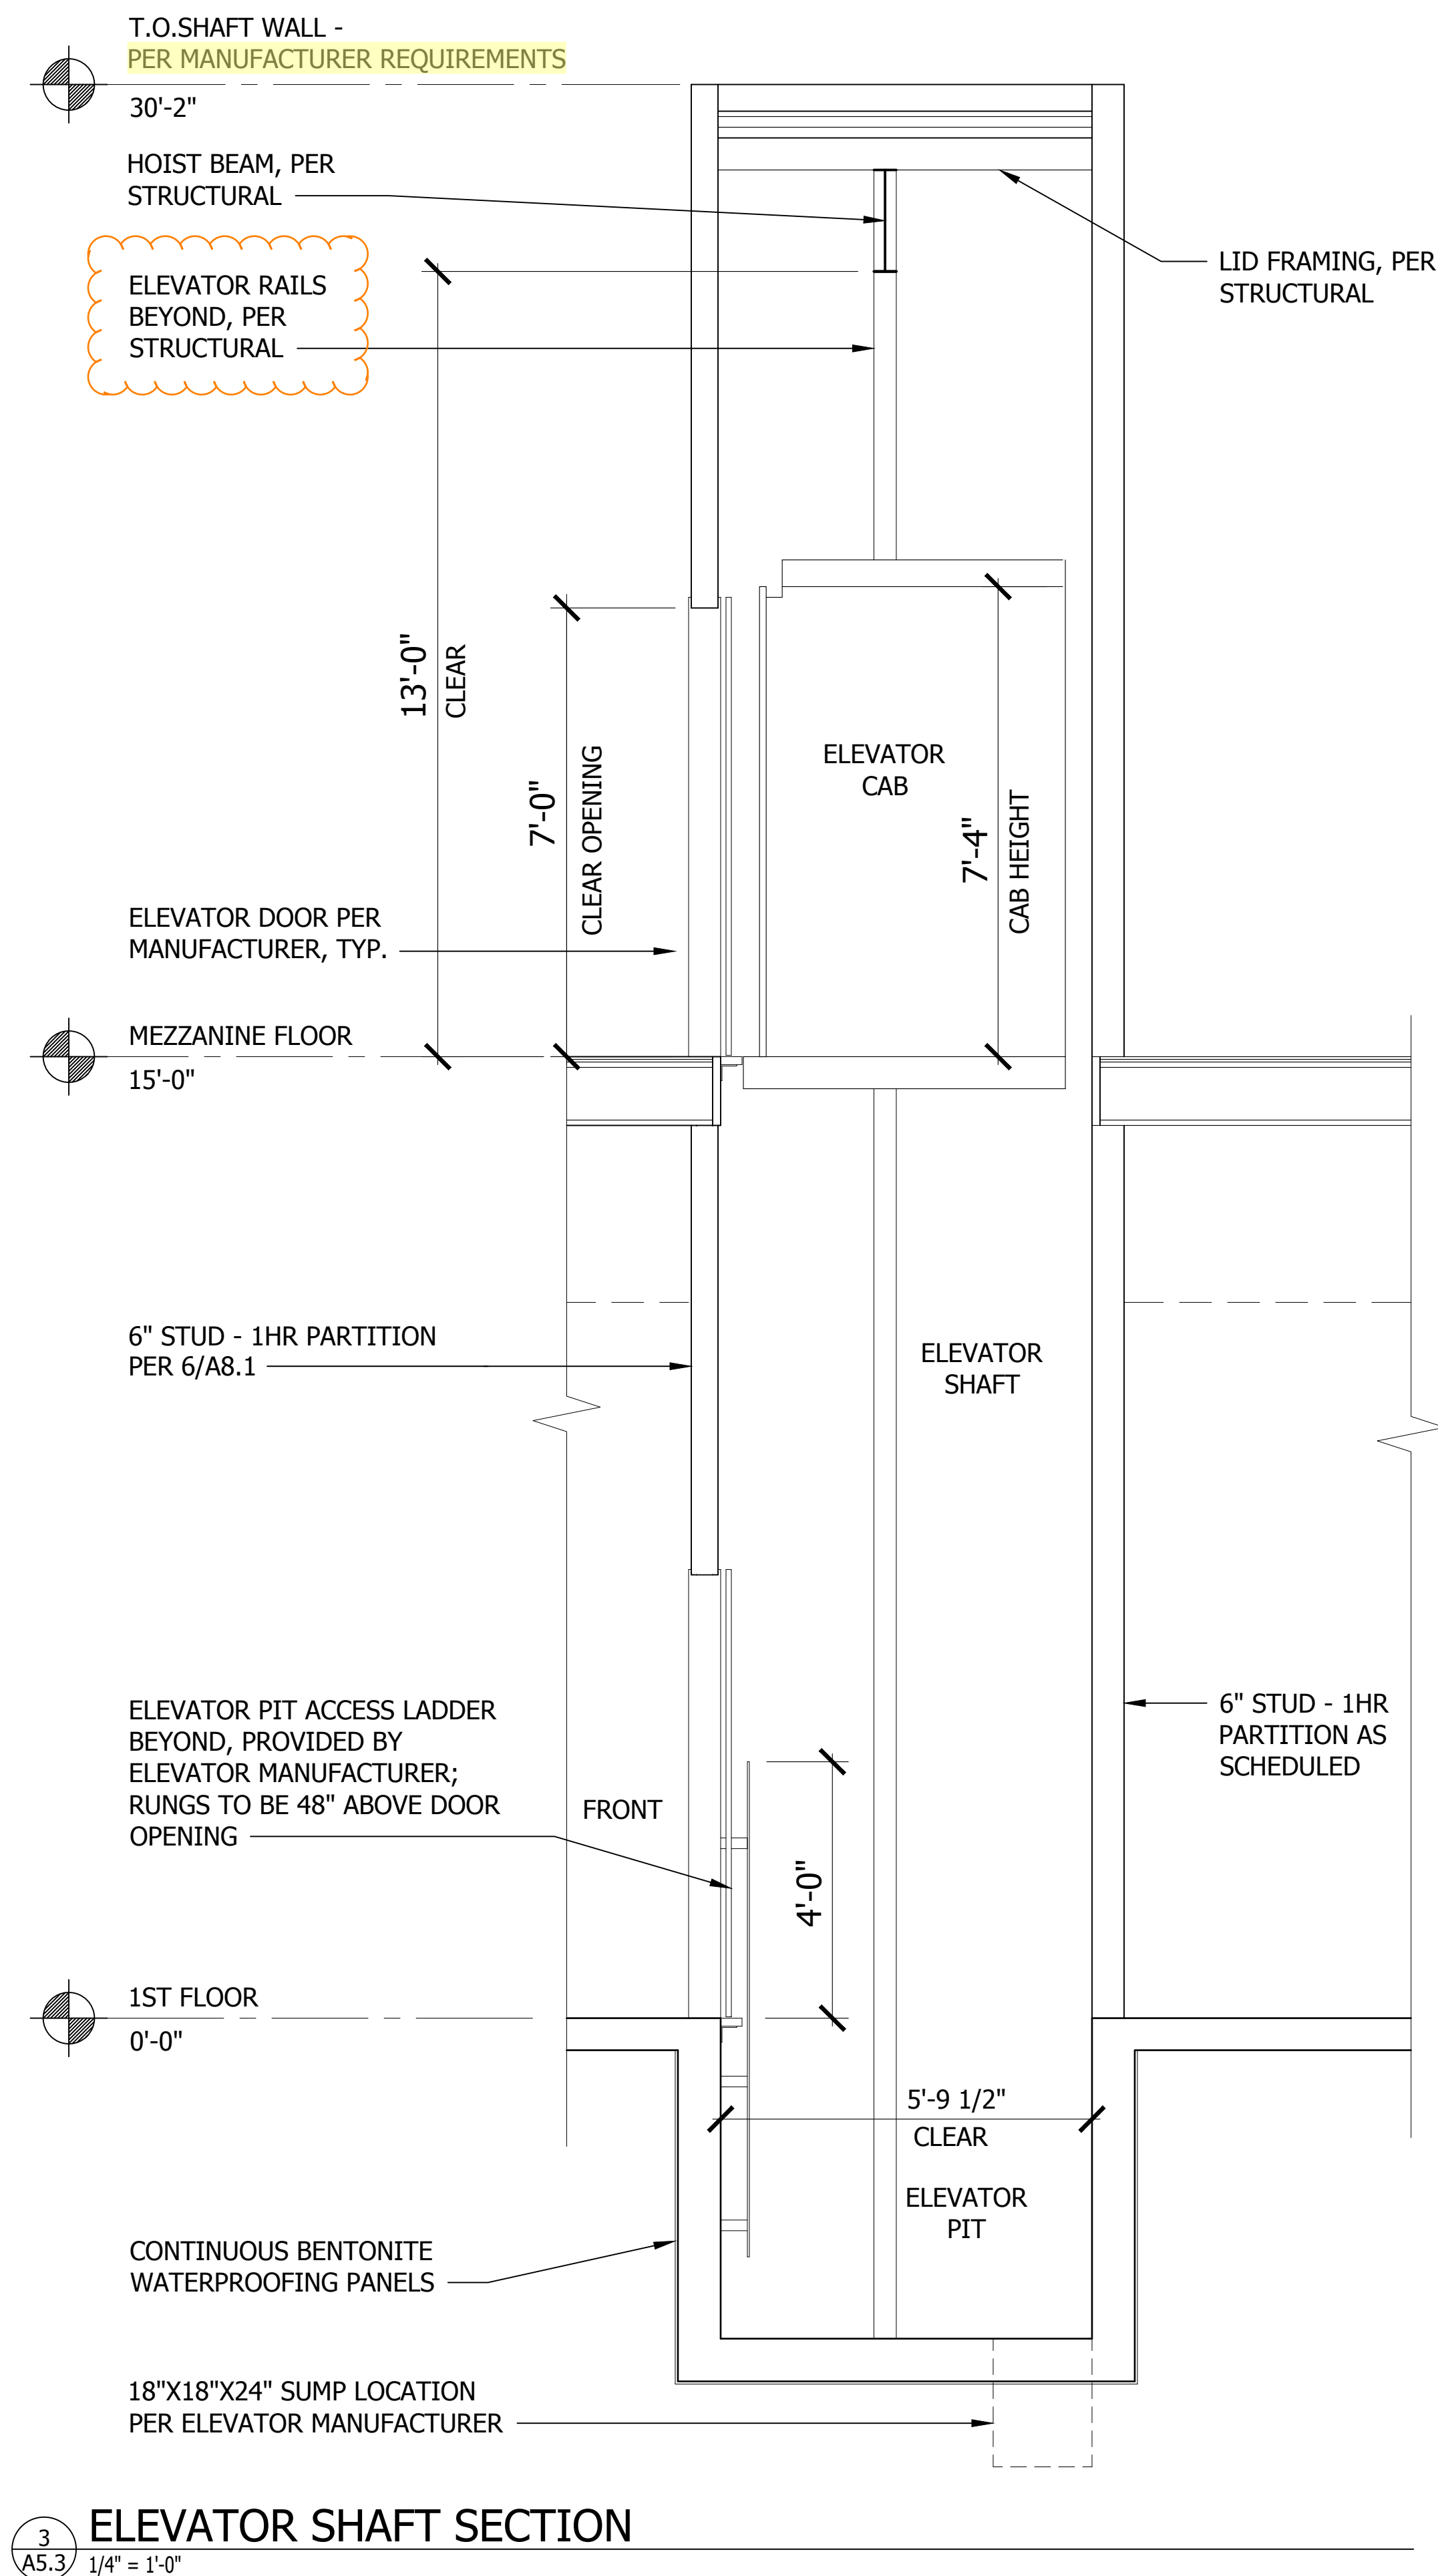 T.O.SHAFT WALL -
PER MANUFACTURER REQUIREMENTS
30'-2"
HOIST BEAM, PER
STRUCTURAL
LID FRAMING, PER
STRUCTURAL
ELEVATOR RAILS
BEYOND, PER
STRUCTURAL
13'-0"
CLEAR
7'-0"
CLEAR OPENING
ELEVATOR
CAB
7'-4"
CAB HEIGHT
ELEVATOR DOOR PER
MANUFACTURER, TYP.
MEZZANINE FLOOR
15'-0"
6" STUD - 1HR PARTITION
PER 6/A8.1
ELEVATOR
SHAFT
ELEVATOR PIT ACCESS LADDER
BEYOND, PROVIDED BY
ELEVATOR MANUFACTURER;
RUNGS TO BE 48" ABOVE DOOR
OPENING
FRONT
4'-0"
6" STUD - 1HR
PARTITION AS
SCHEDULED
1ST FLOOR
0'-0"
5'-9 1/2"
CLEAR
ELEVATOR
PIT
CONTINUOUS BENTONITE
WATERPROOFING PANELS
18"X18"X24" SUMP LOCATION
PER ELEVATOR MANUFACTURER
3
A5.3
ELEVATOR SHAFT SECTION
1/4" = 1'-0"